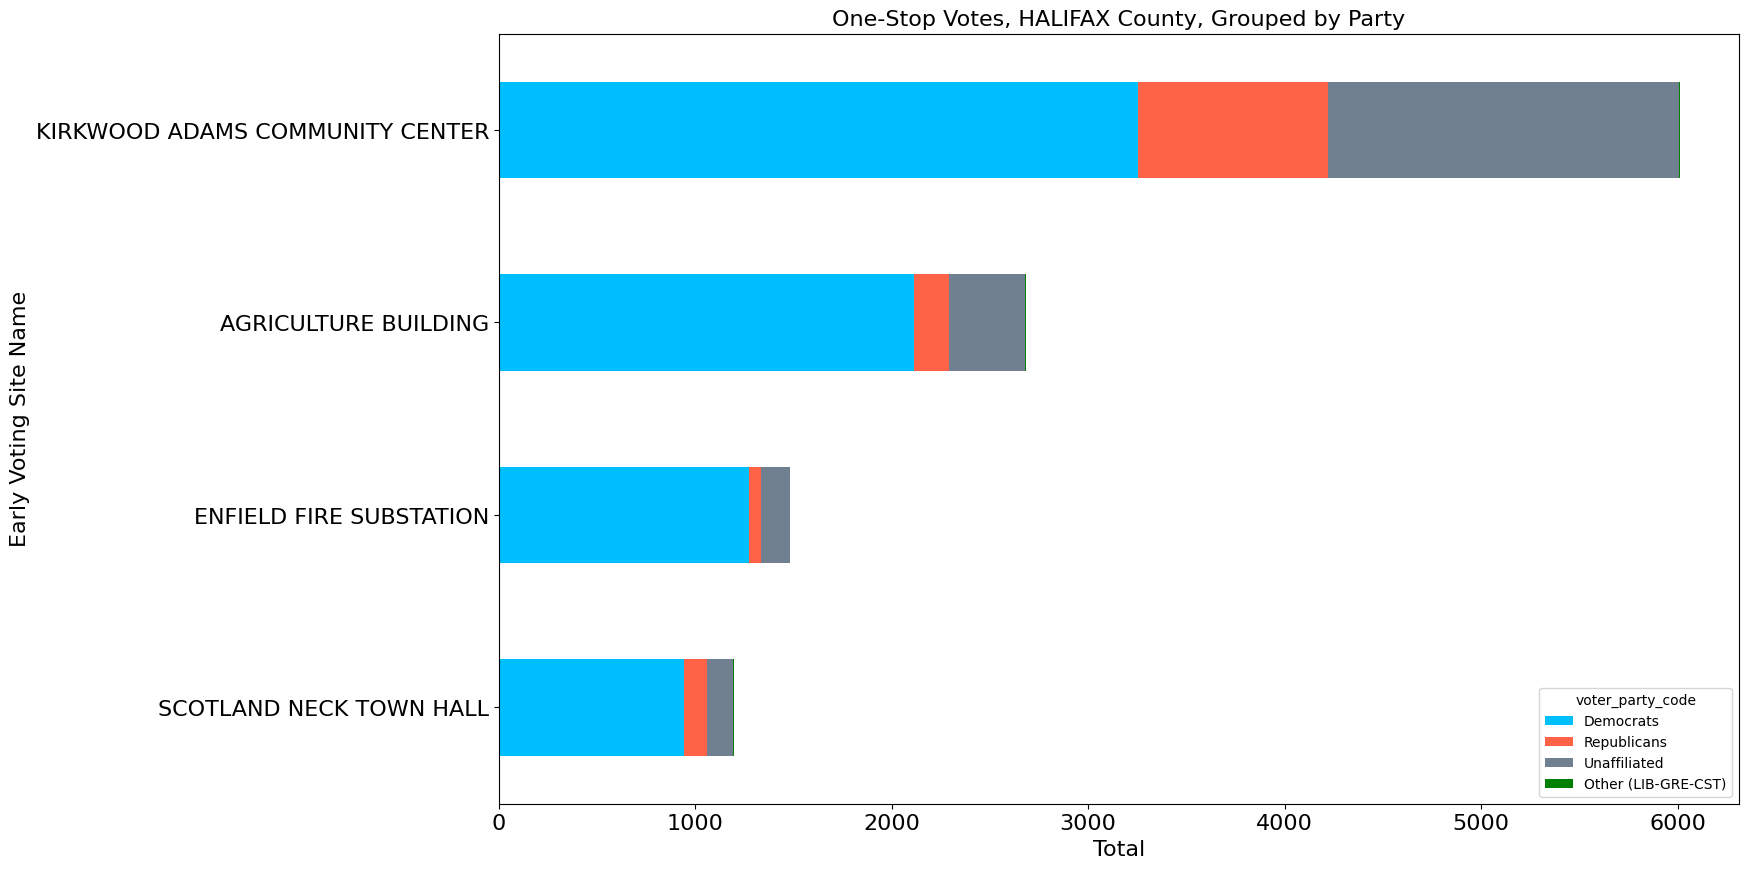 One-Stop Votes, HALIFAX County, Grouped by Party
Early Voting Site Name
KIRKWOOD ADAMS COMMUNITY CENTER
AGRICULTURE BUILDING
ENFIELD FIRE SUBSTATION
SCOTLAND NECK TOWN HALL
voter_party_code
Democrats
Republicans
Unaffiliated
Other (LIB-GRE-CST)
0 1000 2000 3000 4000 5000 6000
Total